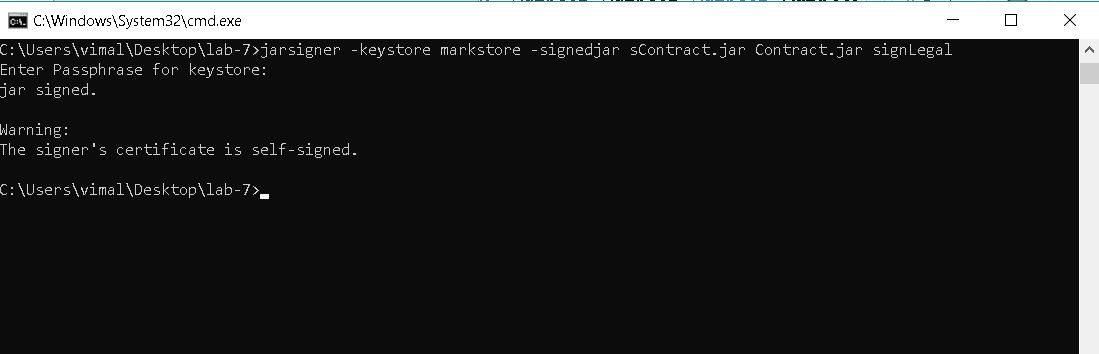 C:\Windows\System32\cmd.exe
C:\Users\vimal\Desktop\lab-7>jarsigner -keystore markstore -signedjar sContract.jar Contract.jar signLegal
Enter Passphrase for keystore:
jar signed.
Warning:
The signer's certificate is self-signed.
C:\Users\vimal\Desktop\lab-7>